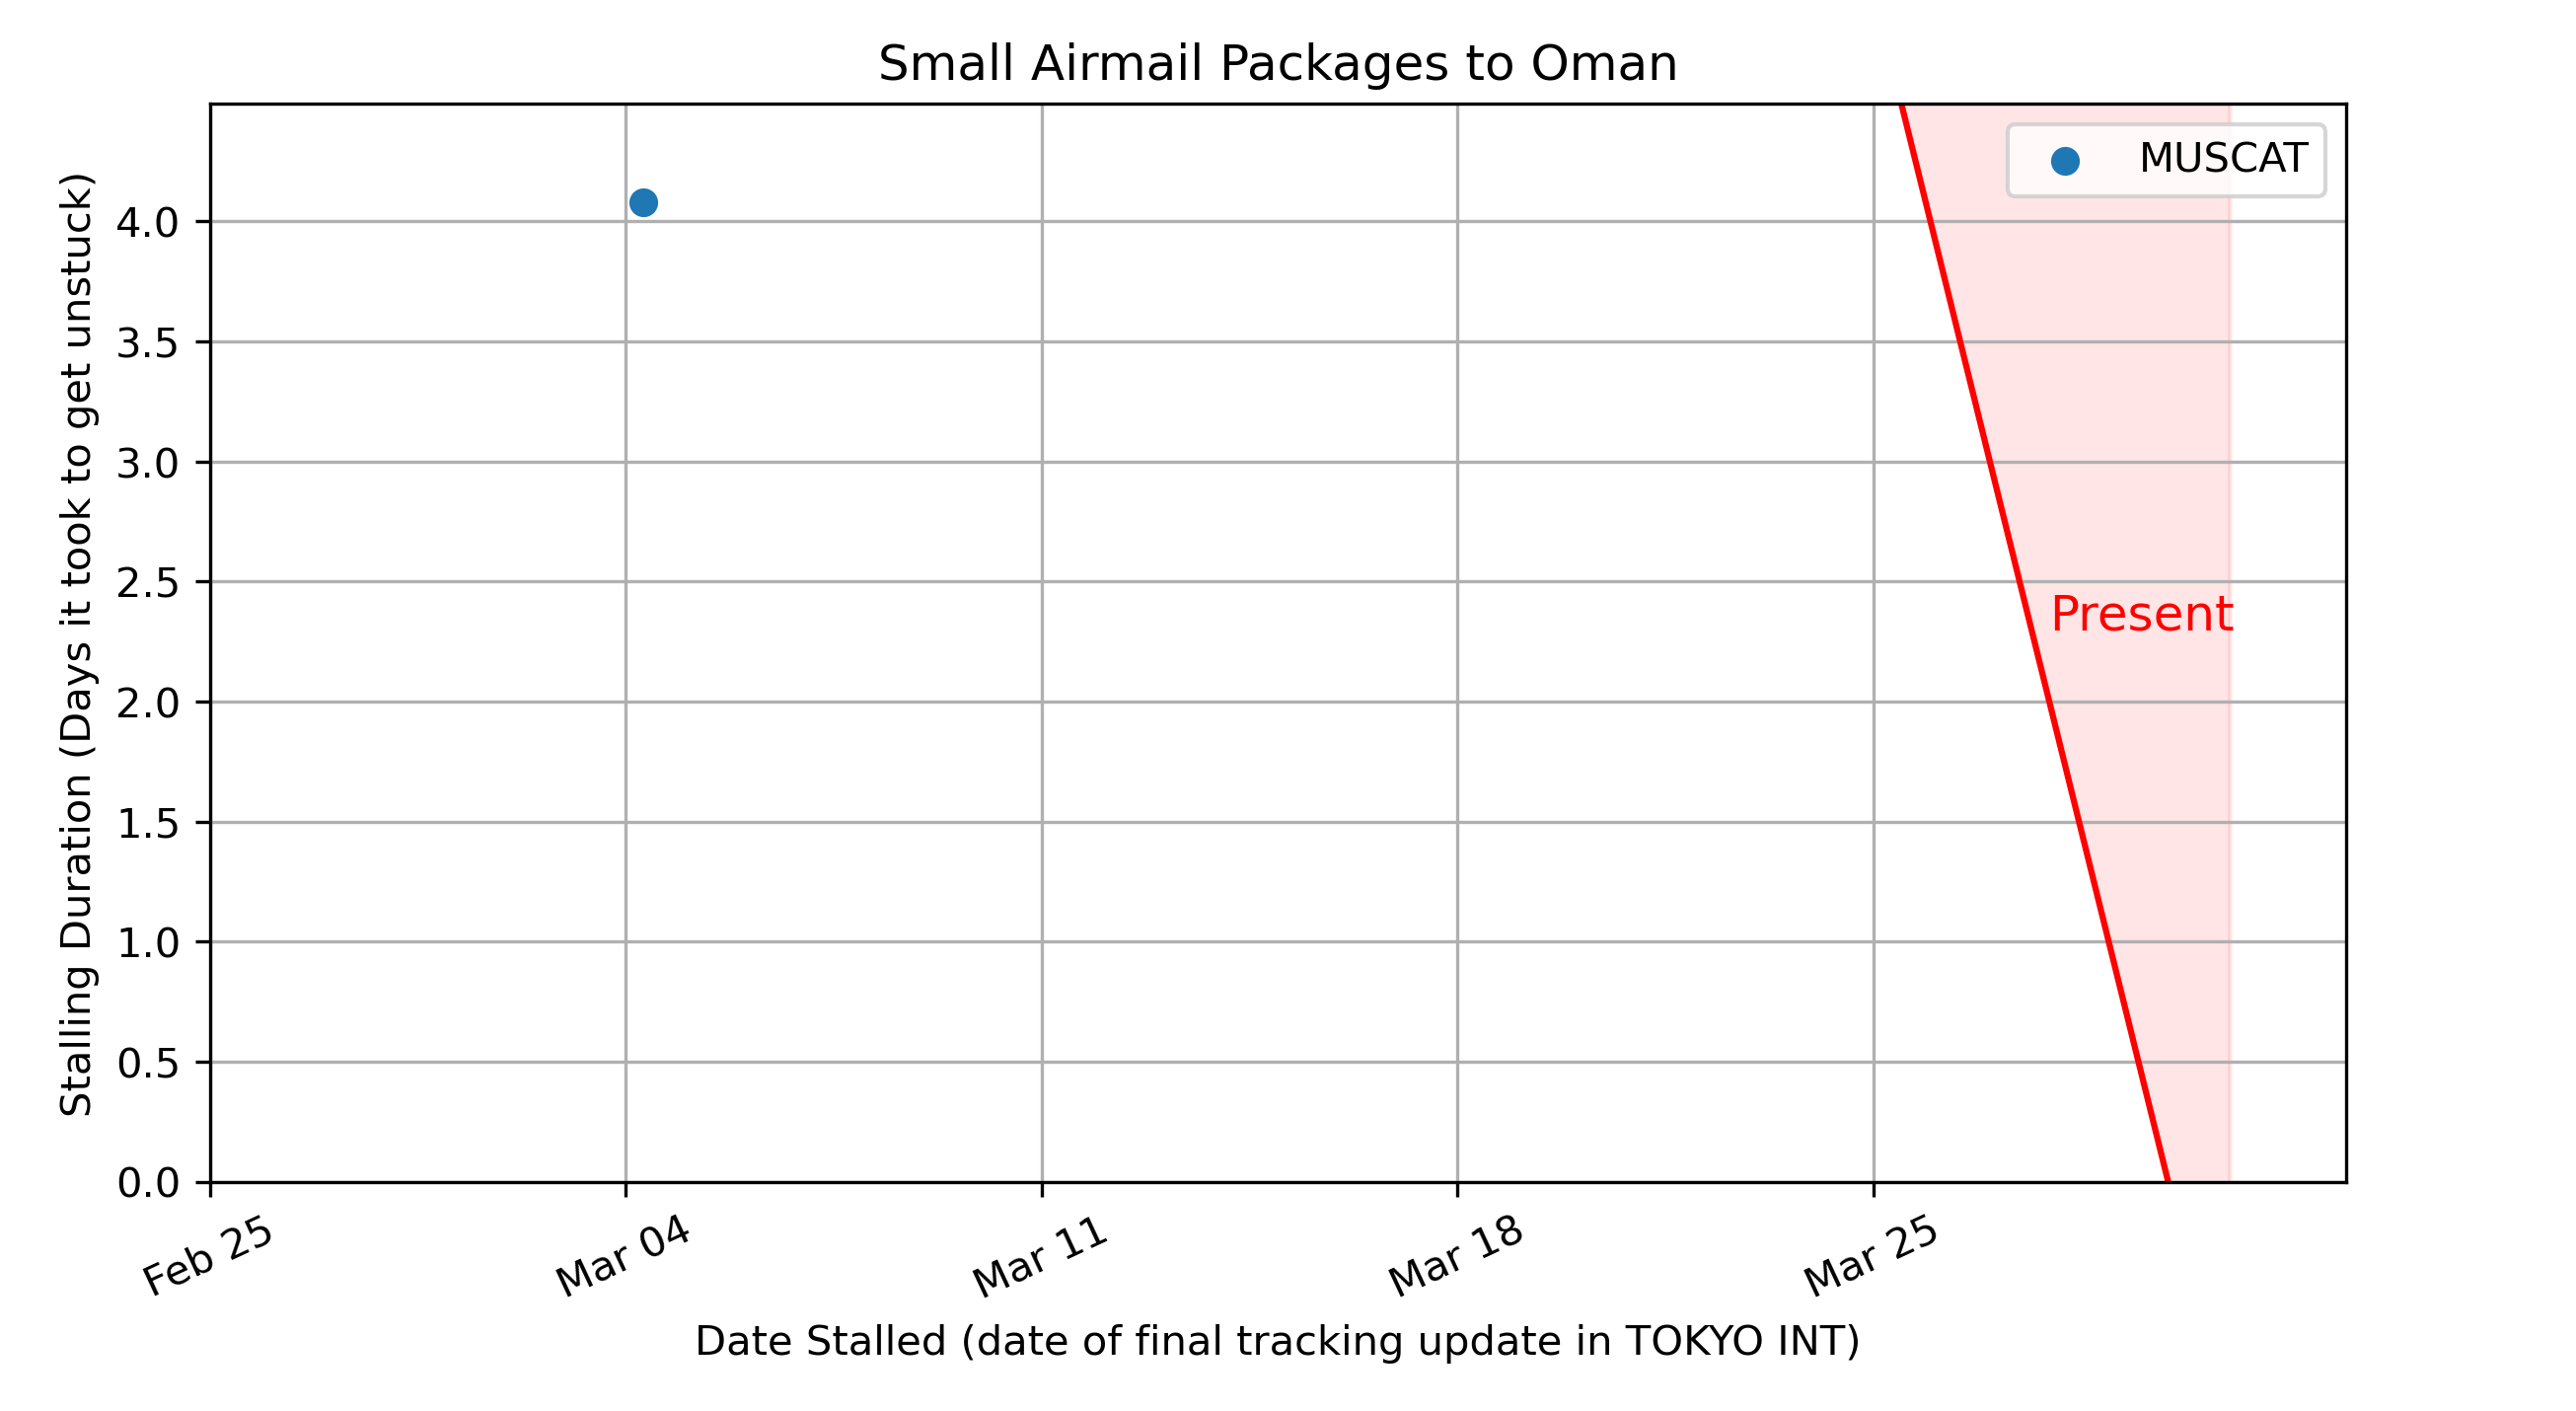 Small Airmail Packages to Oman
MUSCAT
Present
Stalling Duration (Days it took to get unstuck)
4.0
3.5
3.0
2.5
2.0
1.5
1.0
0.5
0.0
Feb 25
Mar 04
Mar 11
Mar 18
Mar 25
Date Stalled (date of final tracking update in TOKYO INT)